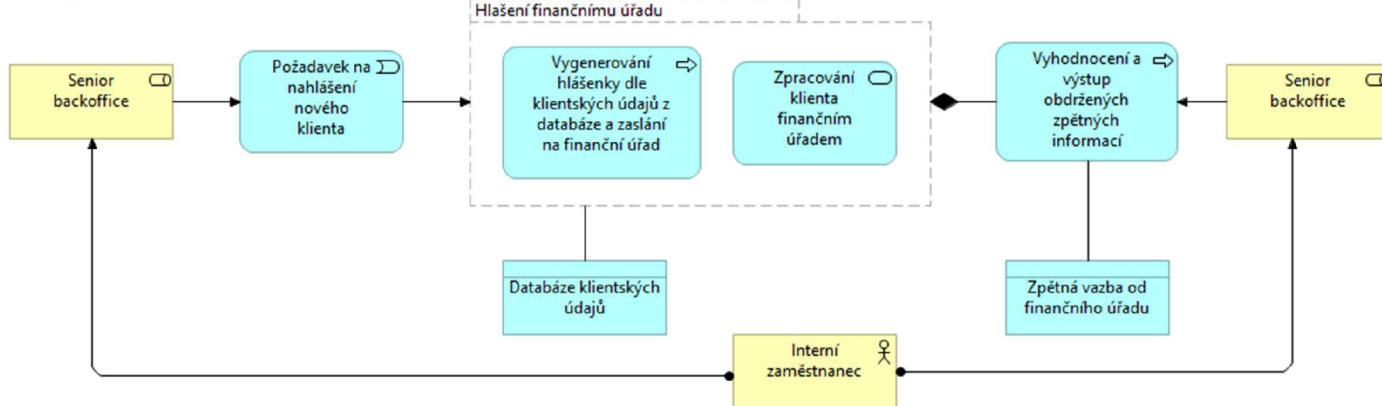 Hlašení finančnímu úřadu
Senior
backoffice
Požadavek na
nahlášení
nového
klienta
Vygenerování
hlášenky dle
klientských údajů z
databáze a zaslání
na finanční úřad
Zpracování
klienta
finančním
úřadem
Vyhodnocení a
výstup
obdržených
zpětných
informací
Senior
backoffice
Databáze klientských
údajů
Zpětná vazba od
finančního úřadu
Interní
zaměstnanec